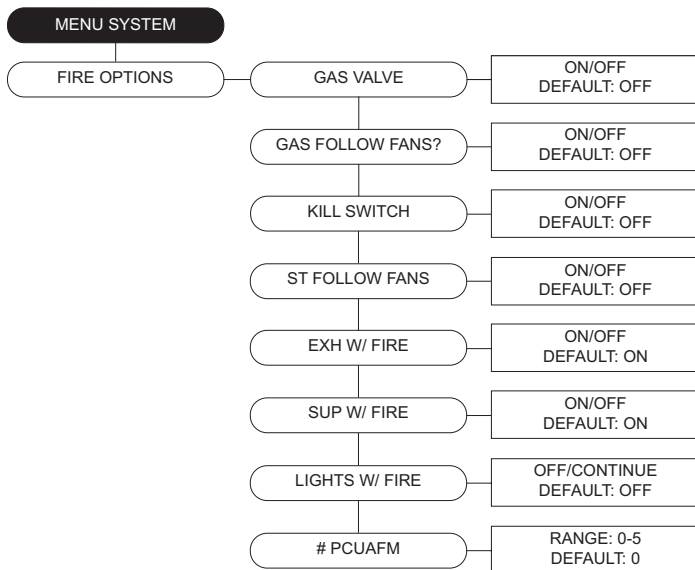 MENU SYSTEM
FIRE OPTIONS
GAS VALVE
ON/OFF
DEFAULT: OFF
GAS FOLLOW FANS?
ON/OFF
DEFAULT: OFF
KILL SWITCH
ON/OFF
DEFAULT: OFF
ST FOLLOW FANS
ON/OFF
DEFAULT: OFF
EXH W/ FIRE
ON/OFF
DEFAULT: ON
SUP W/ FIRE
ON/OFF
DEFAULT: ON
LIGHTS W/ FIRE
OFF/CONTINUE
DEFAULT: OFF
# PCUAFM
RANGE: 0-5
DEFAULT: 0